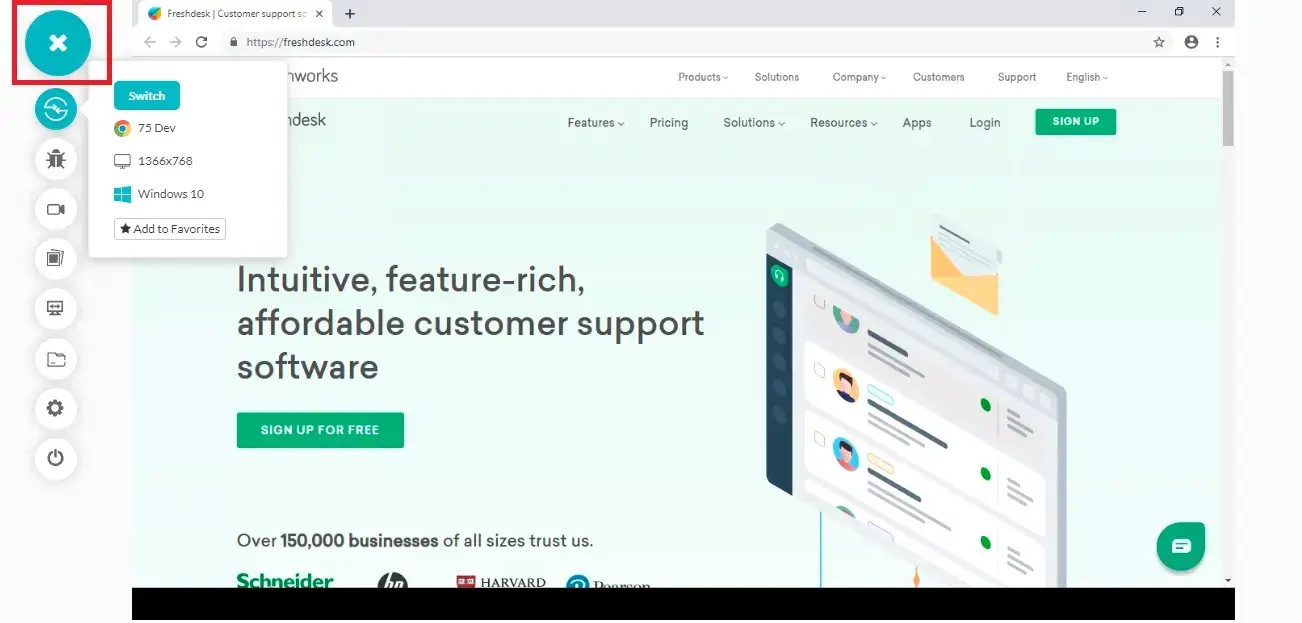 Freshdesk | Customer support so
https://freshdesk.com
Products
Solutions
Company
Customers
Support
English
Switch
75 Dev
1366x768
Windows 10
Add to Favorites
Features
Pricing
Solutions
Resources
Apps
Login
SIGN UP
Intuitive, feature-rich,
affordable customer support
software
SIGN UP FOR FREE
Over 150,000 businesses of all sizes trust us.
Schneider
hp
HARVARD
Pearson